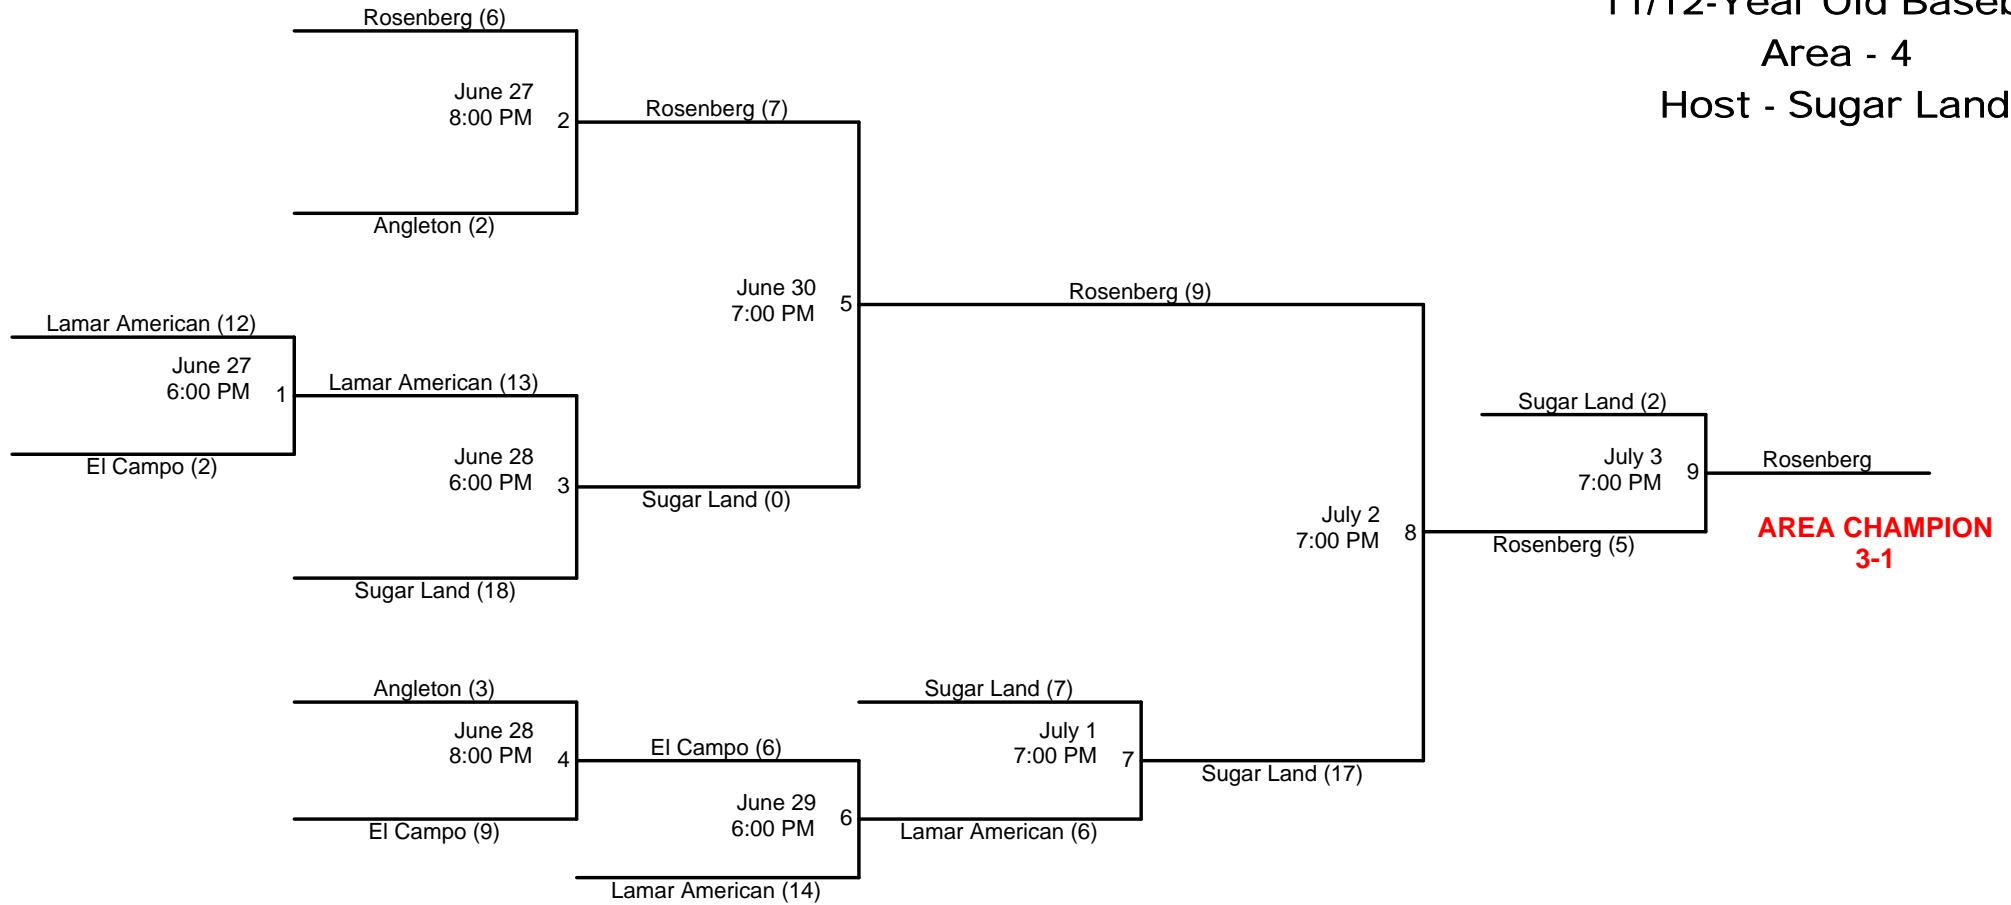 11/12-Year Old
Area - 4
Host - Sugar Land
Rosenberg (6)
June 27
8:00 PM
2
Angleton (2)
Rosenberg (7)
June 30
7:00 PM
5
Lamar American (12)
June 27
6:00 PM
1
El Campo (2)
Lamar American (13)
June 28
6:00 PM
3
Sugar Land (18)
Sugar Land (0)
Rosenberg (9)
July 2
7:00 PM
8
Sugar Land (2)
July 3
7:00 PM
9
Rosenberg (5)
Rosenberg
AREA CHAMPION
3-1
Angleton (3)
June 28
8:00 PM
4
El Campo (9)
El Campo (6)
June 29
6:00 PM
6
Lamar American (14)
Sugar Land (7)
July 1
7:00 PM
7
Lamar American (6)
Sugar Land (17)